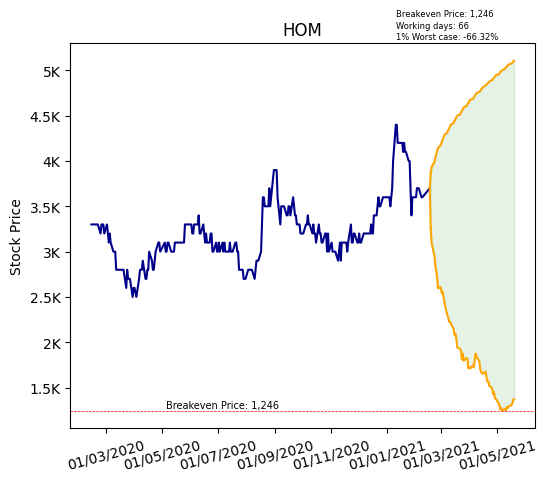 Breakeven Price: 1,246
Working days: 66
1% Worst case: -66.32%
HOM
Stock Price
5K
4.5K
4K
3.5K
3K
2.5K
2K
1.5K
Breakeven Price: 1,246
01/03/2020
01/05/2020
01/07/2020
01/09/2020
01/11/2020
01/01/2021
01/03/2021
01/05/2021